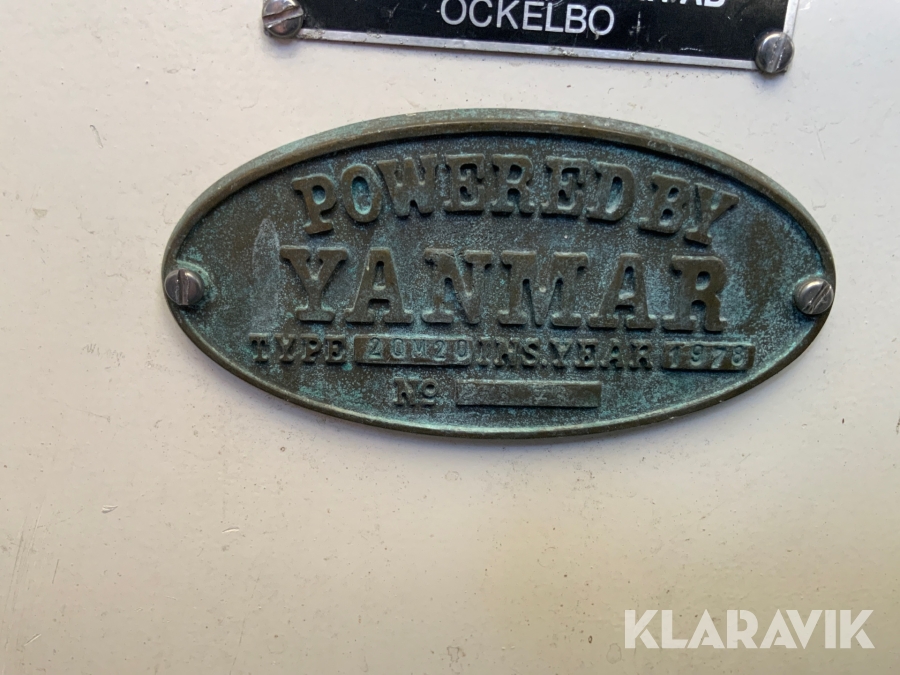 OCKELBO
POWERED BY
YANMAR
TYPE 2QM20 INS.YEAR 1978
No
KLARAVIK